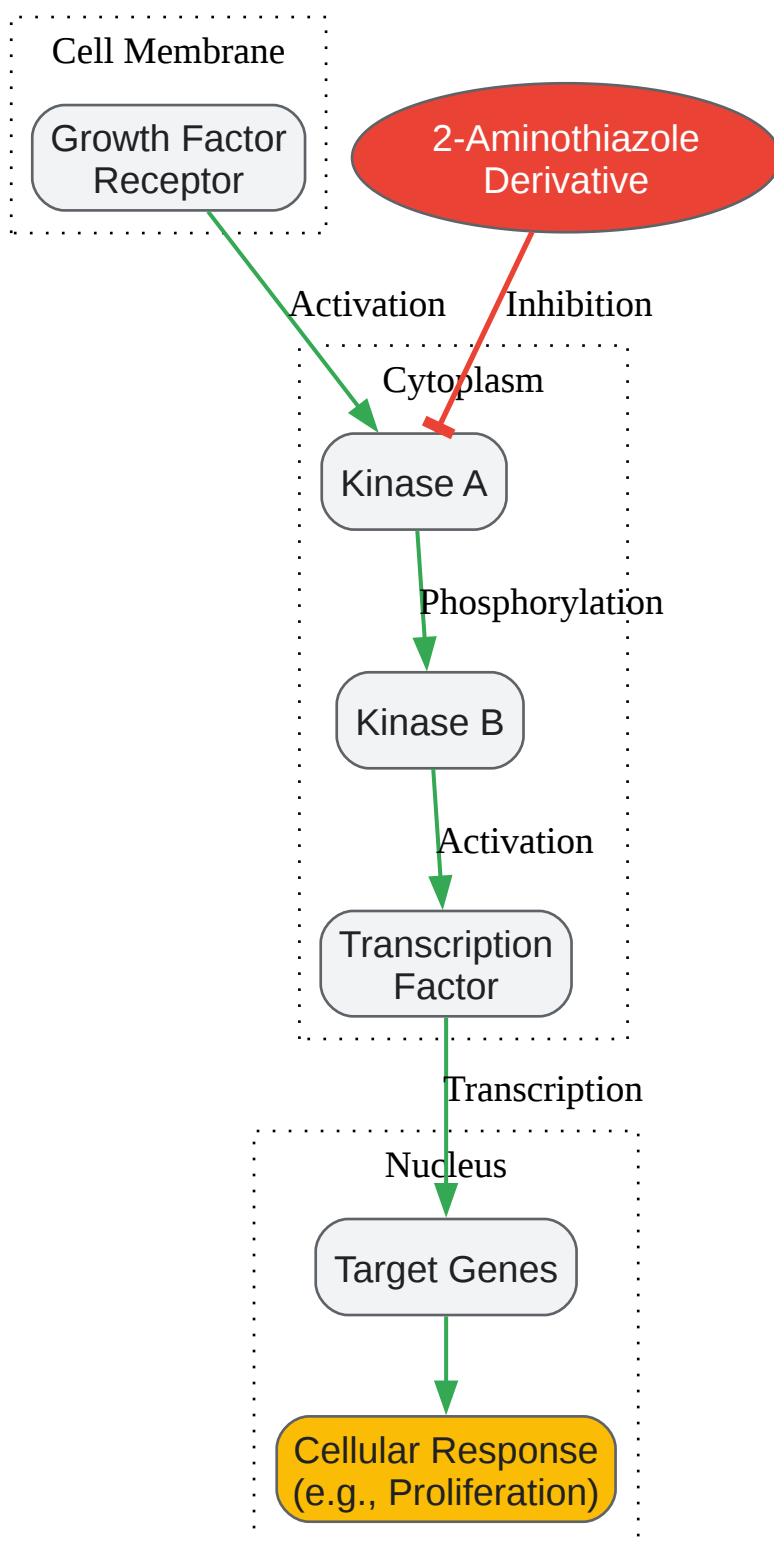 Cell Membrane
Growth Factor
Receptor
2-Aminothiazole
Derivative
Activation
Inhibition
Cytoplasm
Kinase A
Phosphorylation
Kinase B
Activation
Transcription
Factor
Transcription
Nucleus
Target Genes
Cellular Response
(e.g., Proliferation)